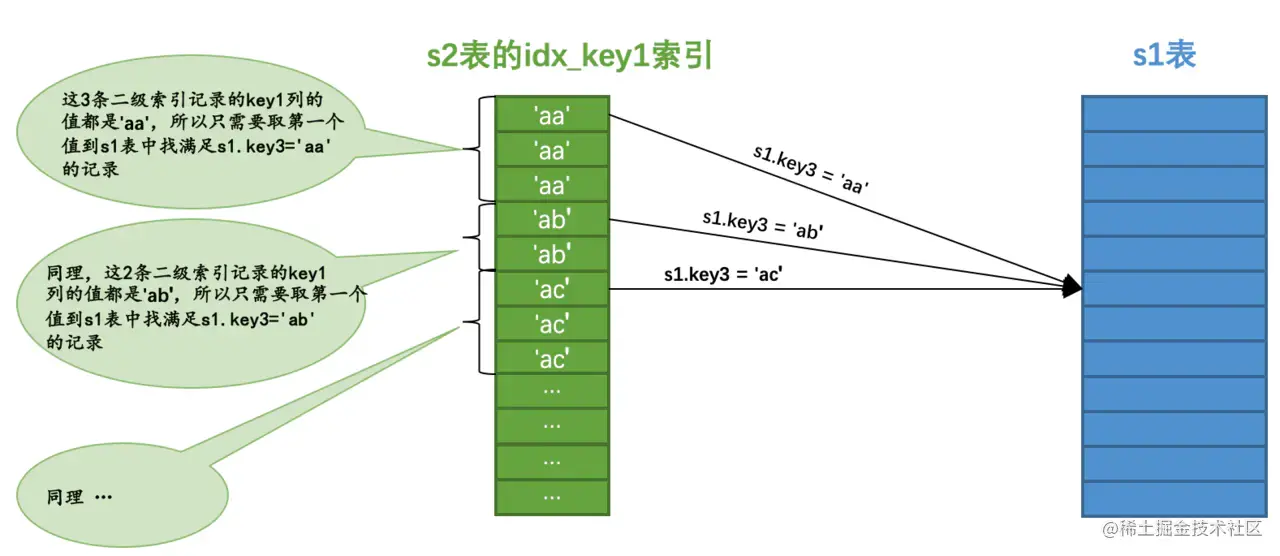 s2表的idx_key1索引
s1表
这3条二级索引记录的key1列的
值都是'aa'，所以只需要取第一个
值到s1表中找满足s1.key3='aa'
的记录
同理，这2条二级索引记录的key1
列的值都是'ab'，所以只需要取第一个
值到s1表中找满足s1.key3='ab'
的记录
同理 …
'aa'
'aa'
'aa'
'ab'
'ab'
'ac'
'ac'
'ac'
…
…
…
…
s1.key3 = 'aa'
s1.key3 = 'ab'
s1.key3 = 'ac'
@稀土掘金技术社区